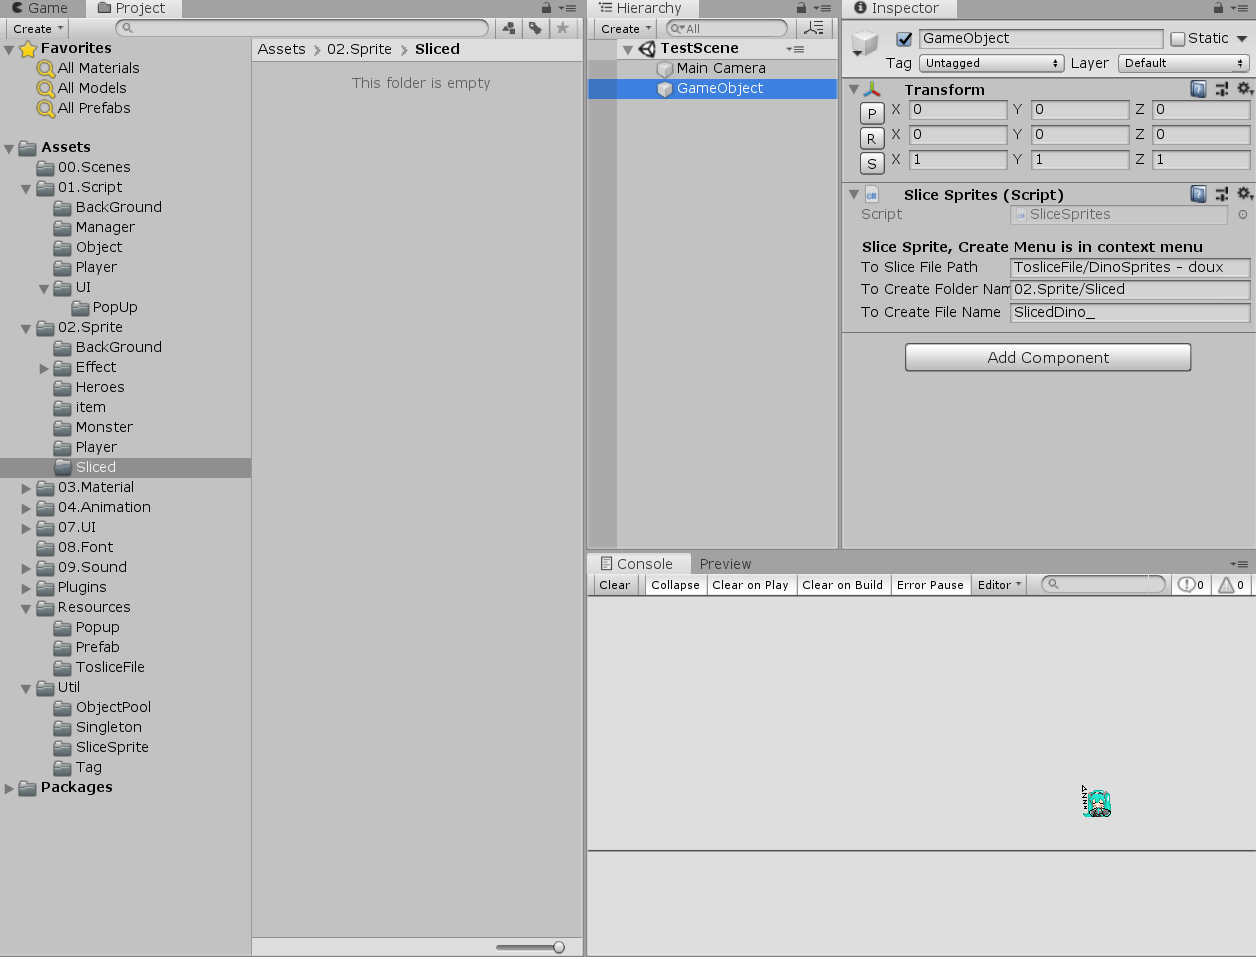 Game
Project
Create
Favorites
All Materials
All Models
All Prefabs
Assets
00.Scenes
01.Script
BackGround
Manager
Object
Player
UI
PopUp
02.Sprite
BackGround
Effect
Heroes
item
Monster
Player
Sliced
03.Material
04.Animation
07.UI
08.Font
09.Sound
Plugins
Resources
Popup
Prefab
TosliceFile
Util
ObjectPool
Singleton
SliceSprite
Tag
Packages
Assets > 02.Sprite > Sliced
This folder is empty
Hierarchy
Create All
TestScene
Main Camera
GameObject
Inspector
GameObject Static
Tag Untagged Layer Default
Transform
P X 0 Y 0 Z 0
R X 0 Y 0 Z 0
S X 1 Y 1 Z 1
Slice Sprites (Script)
Script SliceSprites
Slice Sprite, Create Menu is in context menu
To Slice File Path TosliceFile/DinoSprites - doux
To Create Folder Nam 02.Sprite/Sliced
To Create File Name SlicedDino_
Add Component
Console Preview
Clear Collapse Clear on Play Clear on Build Error Pause Editor 0 0